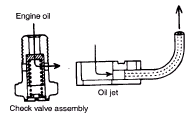 Engine oil
Oil jet
Check valve assembly